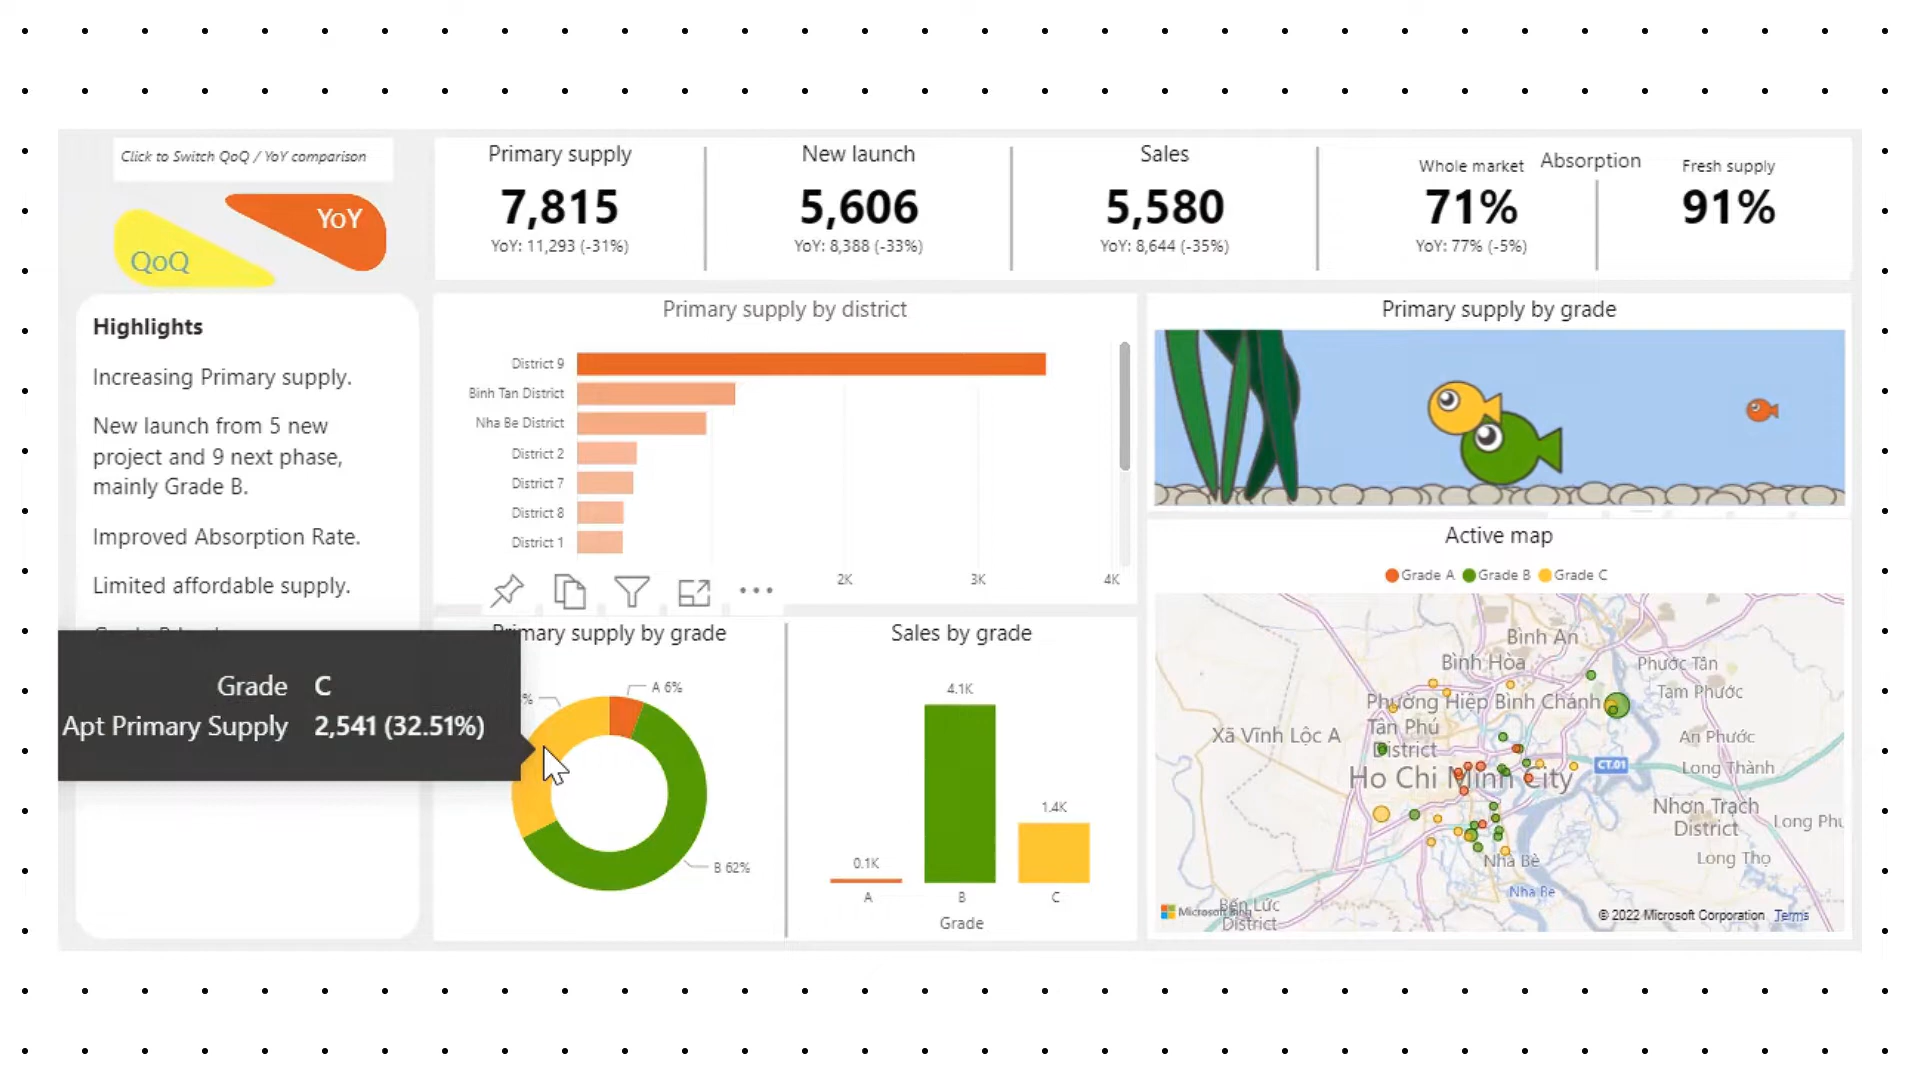 Click to Switch QoQ / YoY comparison
YoY
QoQ
Primary supply
7,815
YoY: 11,293 (-31%)
New launch
5,606
YoY: 8,388 (-33%)
Sales
5,580
YoY: 8,644 (-35%)
Absorption
Whole market
71%
YoY: 77% (-5%)
Fresh supply
91%
Highlights
Increasing Primary supply.
New launch from 5 new
project and 9 next phase,
mainly Grade B.
Improved Absorption Rate.
Limited affordable supply.
Grade C
Apt Primary Supply 2,541 (32.51%)
Primary supply by district
District 9
Binh Tan District
Nha Be District
District 2
District 7
District 8
District 1
2K 3K 4K
Primary supply by grade
A 6%
%
B 62%
Sales by grade
4.1K
1.4K
0.1K
A B C
Grade
Primary supply by grade
Active map
Grade A Grade B Grade C
Bình An
Bình Hòa
Phước Tân
Phường Hiệp Bình Chánh
Tam Phước
Tân Phú
District
Xã Vĩnh Lộc A
An Phước
CT.01
Long Thành
Ho Chi Minh City
Nhơn Trạch
District
Long Phu
Long Thọ
Nhà Bè
Nha Be
Bến Lức
District
Microsoft Bing
© 2022 Microsoft Corporation Terms